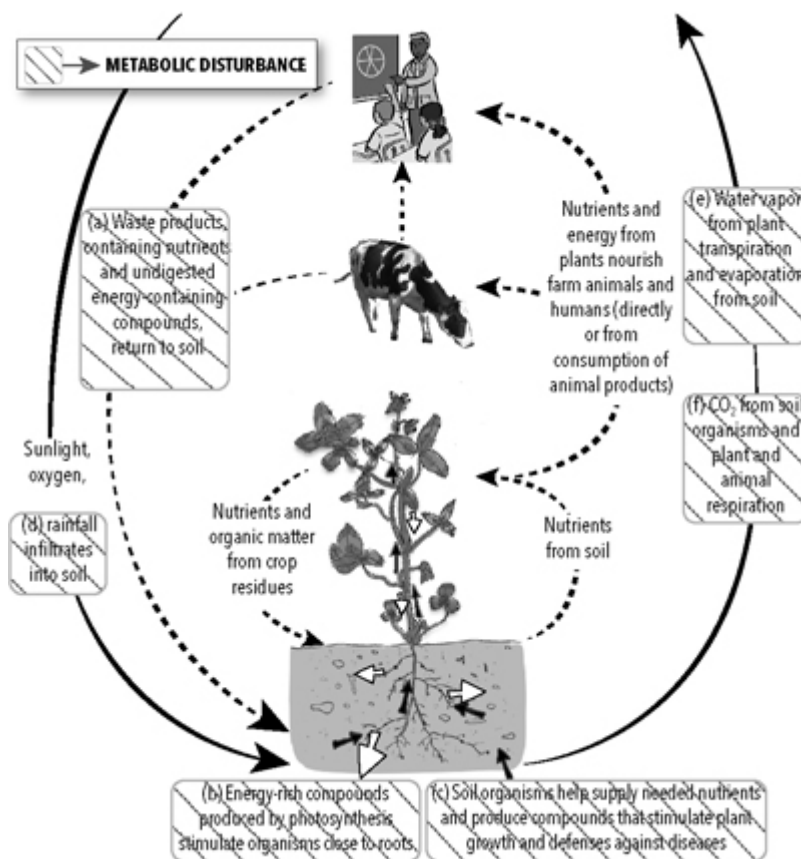 METABOLIC DISTURBANCE
(a) Waste products,
containing nutrients
and undigested
energy-containing
compounds,
return to soil
Nutrients and
energy from
plants nourish
farm animals and
humans (directly
or from
consumption of
animal products)
(e) Water vapor
from plant
transpiration
and evaporation
from soil
(f) CO₂ from soil
organisms and
plant and
animal
respiration
Sunlight,
oxygen,
(d) rainfall
infiltrates
into soil
Nutrients and
organic matter
from crop
residues
Nutrients
from soil
(b) Energy-rich compounds
produced by photosynthesis
stimulate organisms close to roots
(c) Soil organisms help supply needed nutrients
and produce compounds that stimulate plant
growth and defenses against diseases